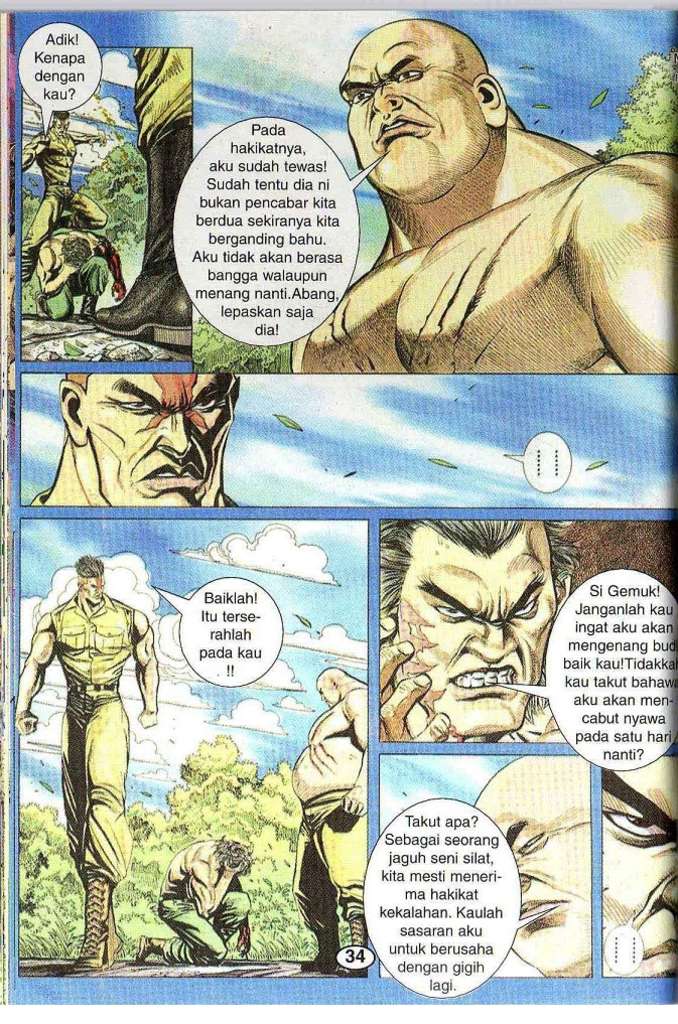 Adik!
Kenapa
dengan
kau?
Pada
hakikatnya,
aku sudah tewas!
Sudah tentu dia ni
bukan pencabar kita
berdua sekiranya kita
berganding bahu.
Aku tidak akan berasa
bangga walaupun
menang nanti.Abang,
lepaskan saja
dia!
Baiklah!
Itu terse-
rahlah
pada kau
!!
Si Gemuk!
Janganlah kau
ingat aku akan
mengenang budi
baik kau!Tidakkah
kau takut bahawa
aku akan men-
cabut nyawa
pada satu hari
nanti?
Takut apa?
Sebagai seorang
jaguh seni silat,
kita mesti meneri-
ma hakikat
kekalahan. Kaulah
sasaran aku
untuk berusaha
dengan gigih
lagi.
34